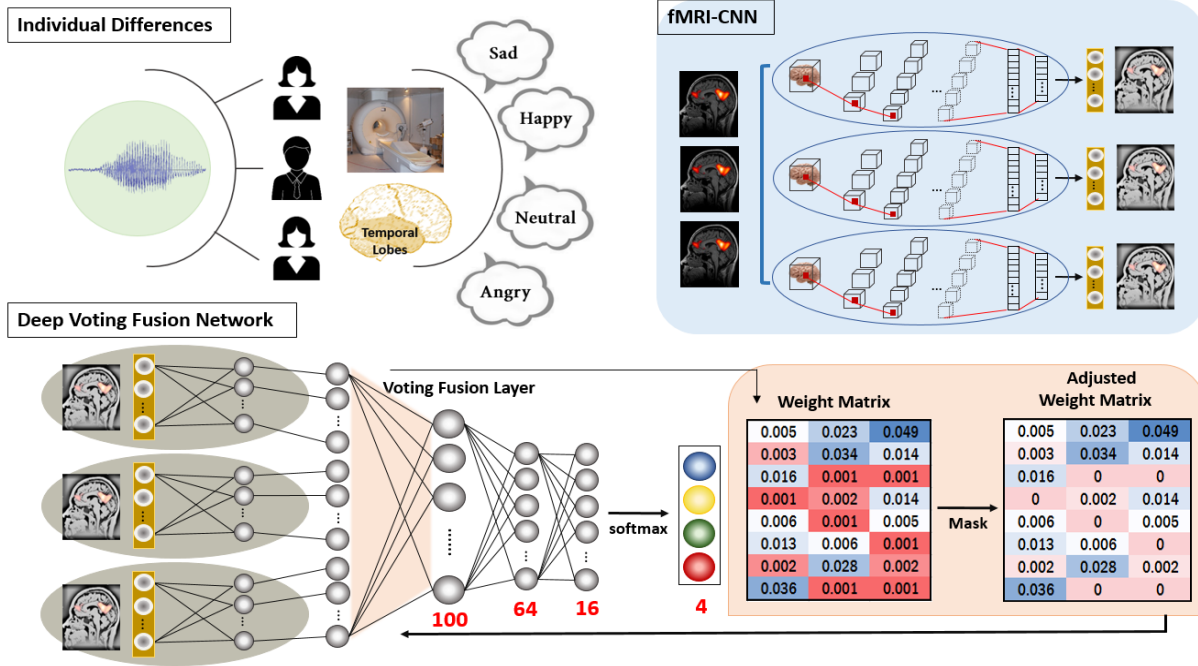 Individual Differences
Sad
Happy
Neutral
Angry
Temporal
Lobes
fMRI-CNN
...
...
...
Deep Voting Fusion Network
Voting Fusion Layer
100
64
16
softmax
4
Weight Matrix
0.005 0.023 0.049
0.003 0.034 0.014
0.016 0.001 0.001
0.001 0.002 0.014
0.006 0.001 0.005
0.013 0.006 0.001
0.002 0.028 0.002
0.036 0.001 0.001
Mask
Adjusted
Weight Matrix
0.005 0.023 0.049
0.003 0.034 0.014
0.016 0 0
0 0.002 0.014
0.006 0 0.005
0.013 0.006 0
0.002 0.028 0.002
0.036 0 0